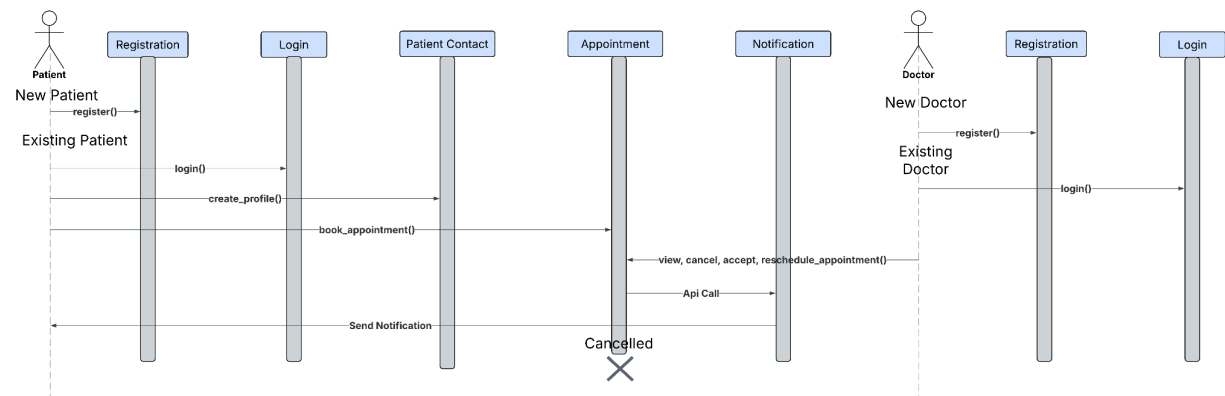 Registration
Login
Patient Contact
Appointment
Notification
Registration
Login
Patient
Doctor
New Patient
New Doctor
register()
register()
Existing Patient
Existing
Doctor
login()
login()
create_profile()
book_appointment()
view, cancel, accept, reschedule_appointment()
Api Call
Send Notification
Cancelled